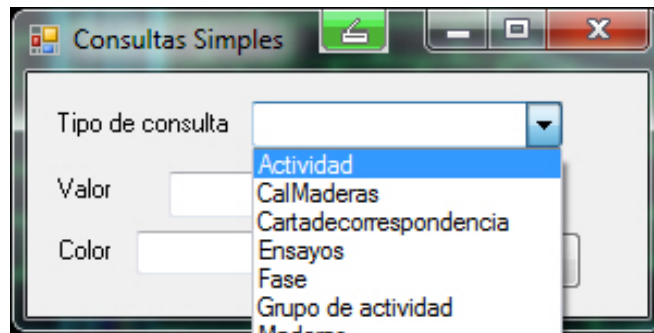 Consultas Simples
Tipo de consulta
Actividad
Valor
CalMaderas
Cartadecorrespondencia
Color
Ensayos
Fase
Grupo de actividad